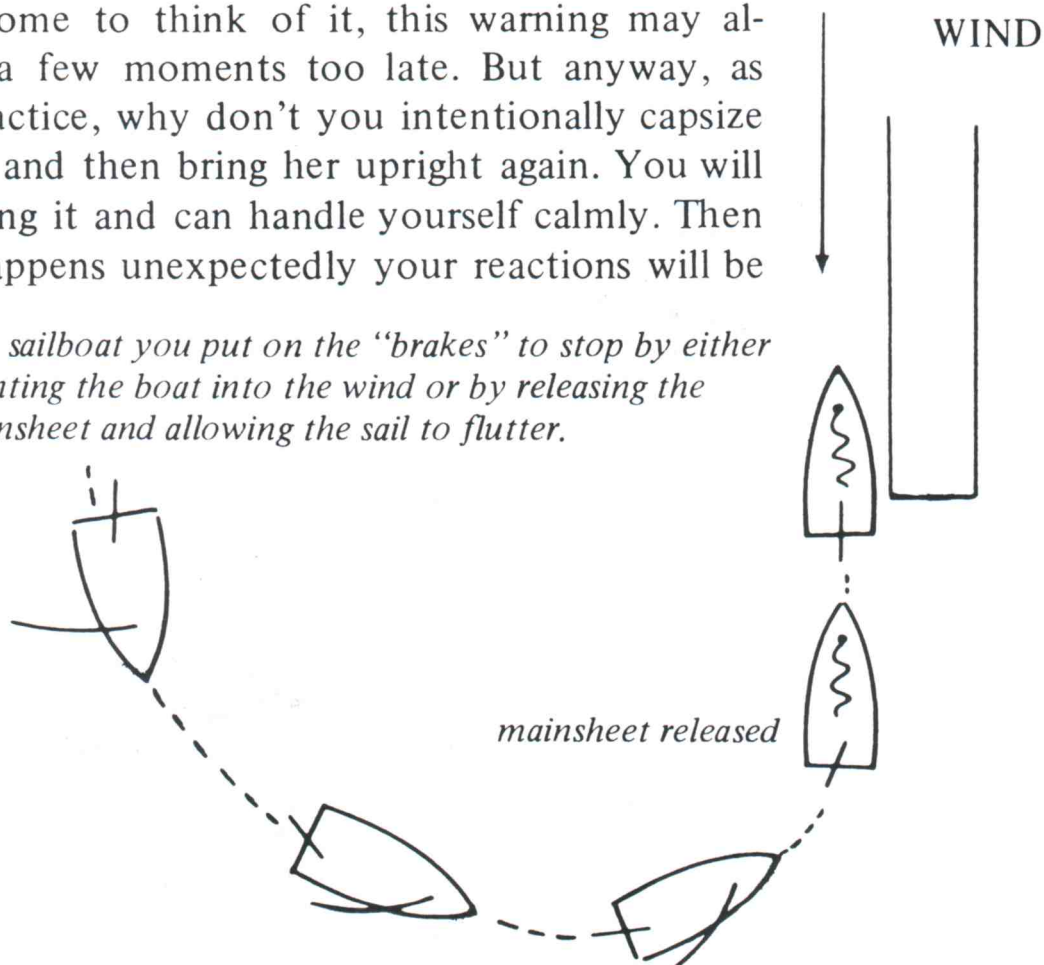 ome to think of it, this warning may al-
a few moments too late. But anyway, as
actice, why don't you intentionally capsize
and then bring her upright again. You will
ng it and can handle yourself calmly. Then
appens unexpectedly your reactions will be
sailboat you put on the “brakes” to stop by either
nting the boat into the wind or by releasing the
nsheet and allowing the sail to flutter.
WIND
mainsheet released